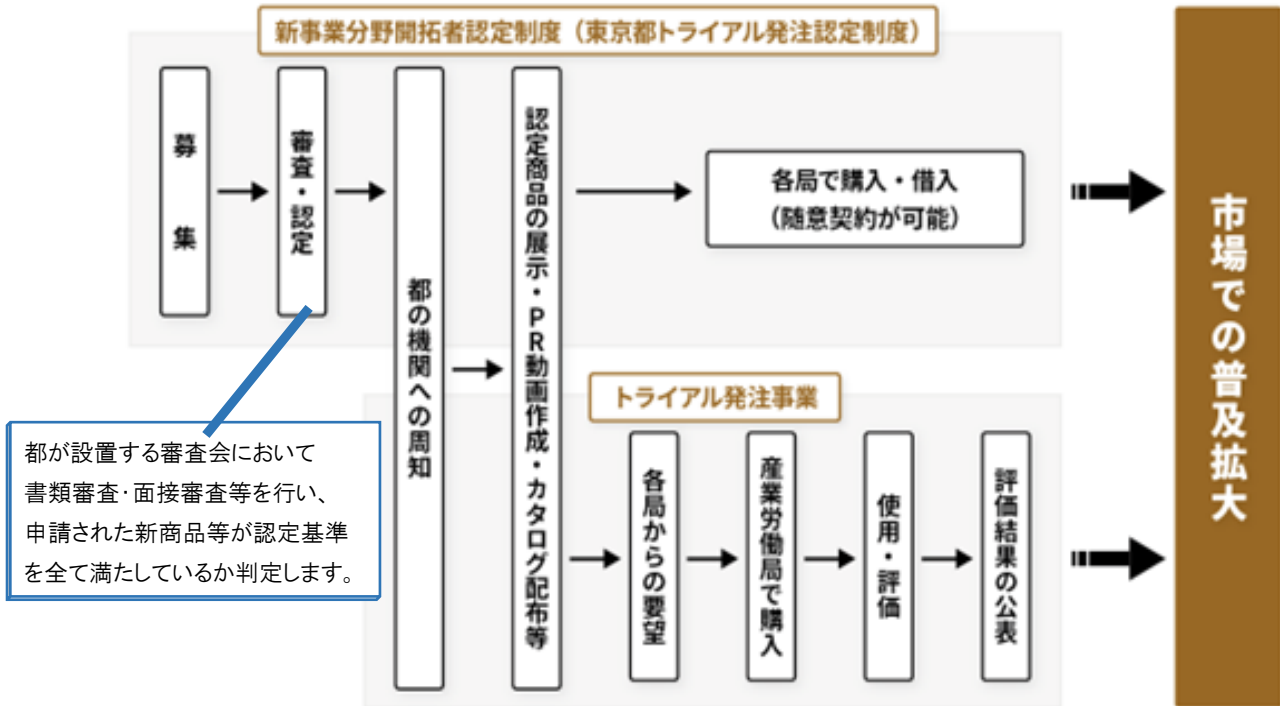 新事業分野開拓者認定制度（東京都トライアル発注認定制度）
募集
審査・認定
都の機関への周知
認定商品の展示・PR動画作成・カタログ配布等
各局で購入・借入
（随意契約が可能）
都が設置する審査会において
書類審査・面接審査等を行い、
申請された新商品等が認定基準
を全て満たしているか判定します。
トライアル発注事業
各局からの要望
産業労働局で購入
使用・評価
評価結果の公表
市場での普及拡大